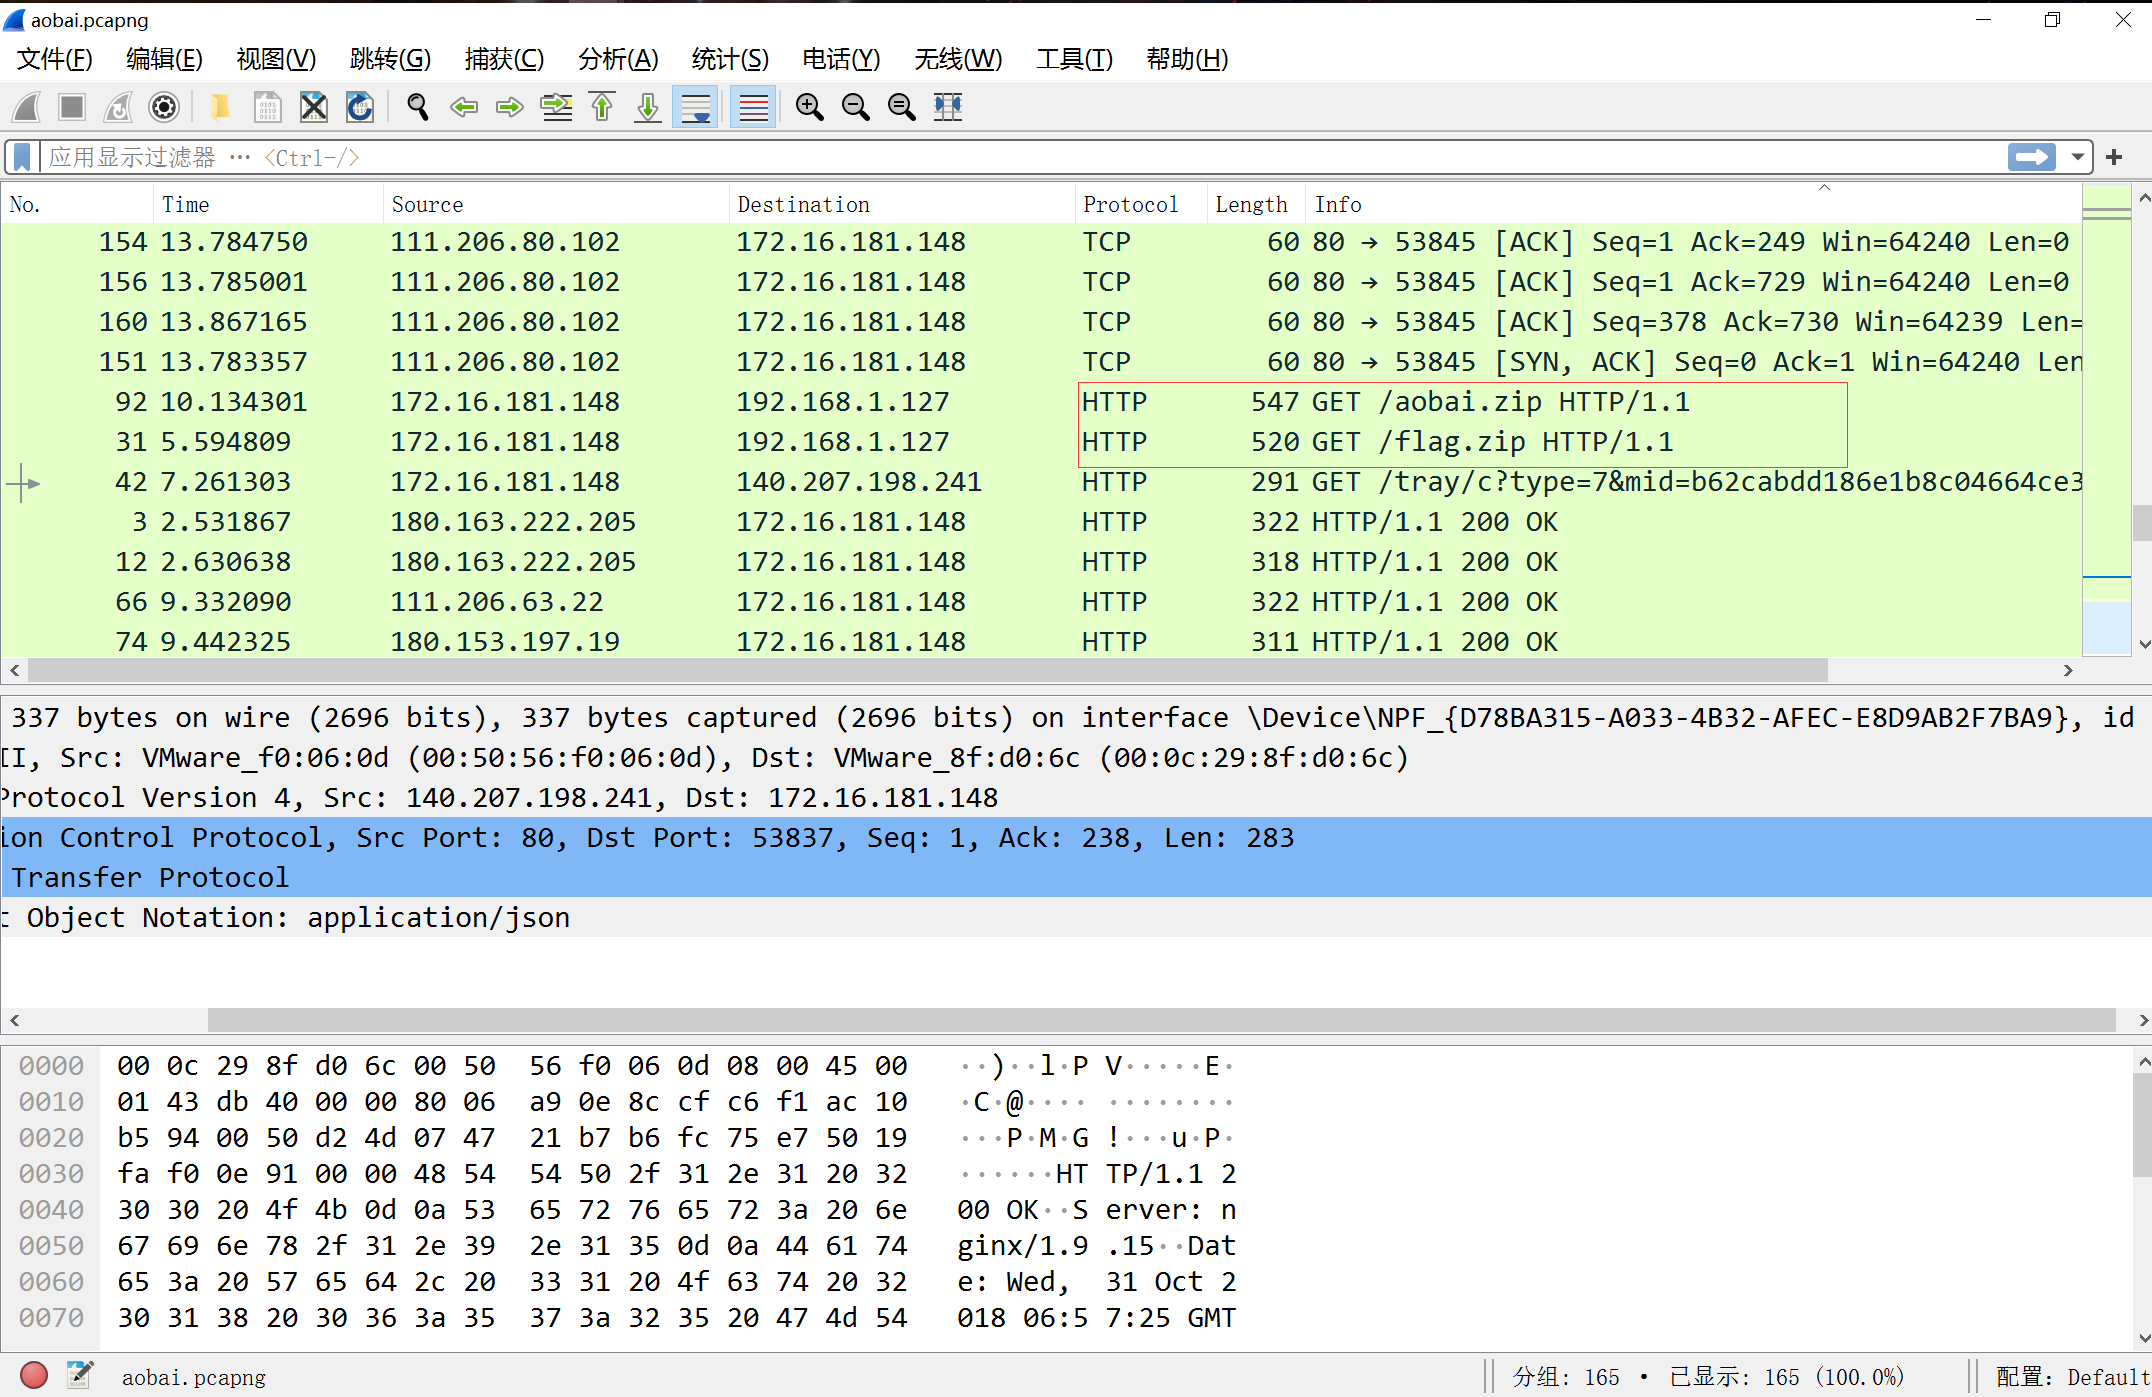 aobai.pcapng
文件(F) 编辑(E) 视图(V) 跳转(G) 捕获(C) 分析(A) 统计(S) 电话(Y) 无线(W) 工具(T) 帮助(H)
应用显示过滤器 … <Ctrl-/>
No. Time Source Destination Protocol Length Info
154 13.784750 111.206.80.102 172.16.181.148 TCP 60 80 → 53845 [ACK] Seq=1 Ack=249 Win=64240 Len=0
156 13.785001 111.206.80.102 172.16.181.148 TCP 60 80 → 53845 [ACK] Seq=1 Ack=729 Win=64240 Len=0
160 13.867165 111.206.80.102 172.16.181.148 TCP 60 80 → 53845 [ACK] Seq=378 Ack=730 Win=64239 Len=
151 13.783357 111.206.80.102 172.16.181.148 TCP 60 80 → 53845 [SYN, ACK] Seq=0 Ack=1 Win=64240 Len
92 10.134301 172.16.181.148 192.168.1.127 HTTP 547 GET /aobai.zip HTTP/1.1
31 5.594809 172.16.181.148 192.168.1.127 HTTP 520 GET /flag.zip HTTP/1.1
42 7.261303 172.16.181.148 140.207.198.241 HTTP 291 GET /tray/c?type=7&mid=b62cabdd186e1b8c04664ce3
3 2.531867 180.163.222.205 172.16.181.148 HTTP 322 HTTP/1.1 200 OK
12 2.630638 180.163.222.205 172.16.181.148 HTTP 318 HTTP/1.1 200 OK
66 9.332090 111.206.63.22 172.16.181.148 HTTP 322 HTTP/1.1 200 OK
74 9.442325 180.153.197.19 172.16.181.148 HTTP 311 HTTP/1.1 200 OK
337 bytes on wire (2696 bits), 337 bytes captured (2696 bits) on interface \Device\NPF_{D78BA315-A033-4B32-AFEC-E8D9AB2F7BA9}, id
II, Src: VMware_f0:06:0d (00:50:56:f0:06:0d), Dst: VMware_8f:d0:6c (00:0c:29:8f:d0:6c)
Protocol Version 4, Src: 140.207.198.241, Dst: 172.16.181.148
ion Control Protocol, Src Port: 80, Dst Port: 53837, Seq: 1, Ack: 238, Len: 283
Transfer Protocol
t Object Notation: application/json
0000 00 0c 29 8f d0 6c 00 50 56 f0 06 0d 08 00 45 00 ··)··l·P V·····E·
0010 01 43 db 40 00 00 80 06 a9 0e 8c cf c6 f1 ac 10 ·C·@···· ········
0020 b5 94 00 50 d2 4d 07 47 21 b7 b6 fc 75 e7 50 19 ···P·M·G !···u·P·
0030 fa f0 0e 91 00 00 48 54 54 50 2f 31 2e 31 20 32 ······HT TP/1.1 2
0040 30 30 20 4f 4b 0d 0a 53 65 72 76 65 72 3a 20 6e 00 OK··S erver: n
0050 67 69 6e 78 2f 31 2e 39 2e 31 35 0d 0a 44 61 74 ginx/1.9 .15··Dat
0060 65 3a 20 57 65 64 2c 20 33 31 20 4f 63 74 20 32 e: Wed, 31 Oct 2
0070 30 31 38 20 30 36 3a 35 37 3a 32 35 20 47 4d 54 018 06:5 7:25 GMT
aobai.pcapng 分组: 165 · 已显示: 165 (100.0%) 配置: Default